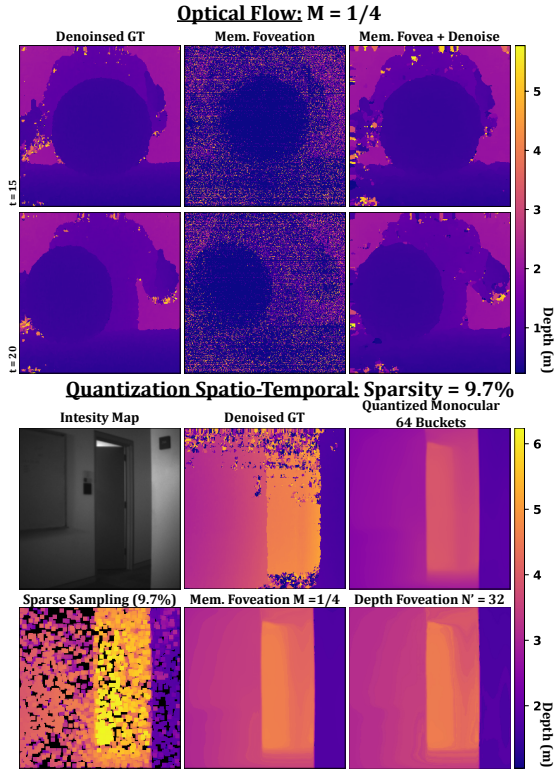 Optical Flow: M = 1/4
Denoinsed GT
Mem. Foveation
Mem. Fovea + Denoise
t = 15
t = 20
5
4
3
2
1
Depth (m)
Quantization Spatio-Temporal: Sparsity = 9.7%
Intesity Map
Denoised GT
Quantized Monocular
64 Buckets
Sparse Sampling (9.7%)
Mem. Foveation M =1/4
Depth Foveation N' = 32
6
5
4
3
2
Depth (m)